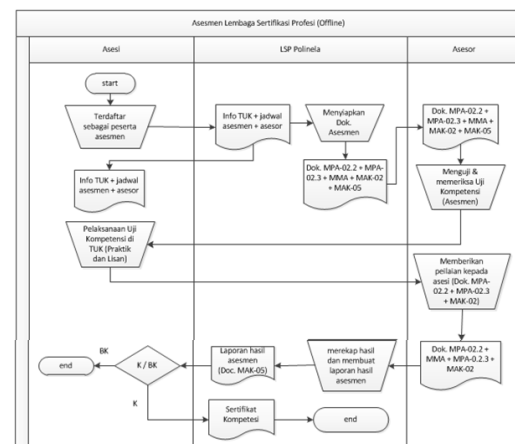 Asesmen Lembaga Sertifikasi Profesi (Offline)
Asesi
LSP Polinela
Asesor
start
Terdaftar
sebagai peserta
asesmen
Info TUK + jadwal
asesmen + asesor
Menyiapkan
Dok.
Asesmen
Dok. MPA-02.2 +
MPA-02.3 + MMA +
MAK-02 + MAK-05
Info TUK + jadwal
asesmen + asesor
Dok. MPA-02.2 + MPA-
02.3 + MMA + MAK-02
+ MAK-05
Menguji &
memeriksa Uji
Kompetensi
(Asesmen)
Pelaksanaan Uji
Kompetensi di
TUK (Praktik
dan Lisan)
Memberikan
peilaian kepada
asesi (Dok. MPA-
02.2 + MPA-02.3
+ MAK-02)
Dok. MPA-02.2 +
MMA + MPA-0.2.3 +
MAK-02
merekap hasil
dan membuat
laporan hasil
asesmen
Laporan hasil
asesmen
(Doc. MAK-05)
K / BK
BK
end
K
Sertifikat
Kompetesi
end